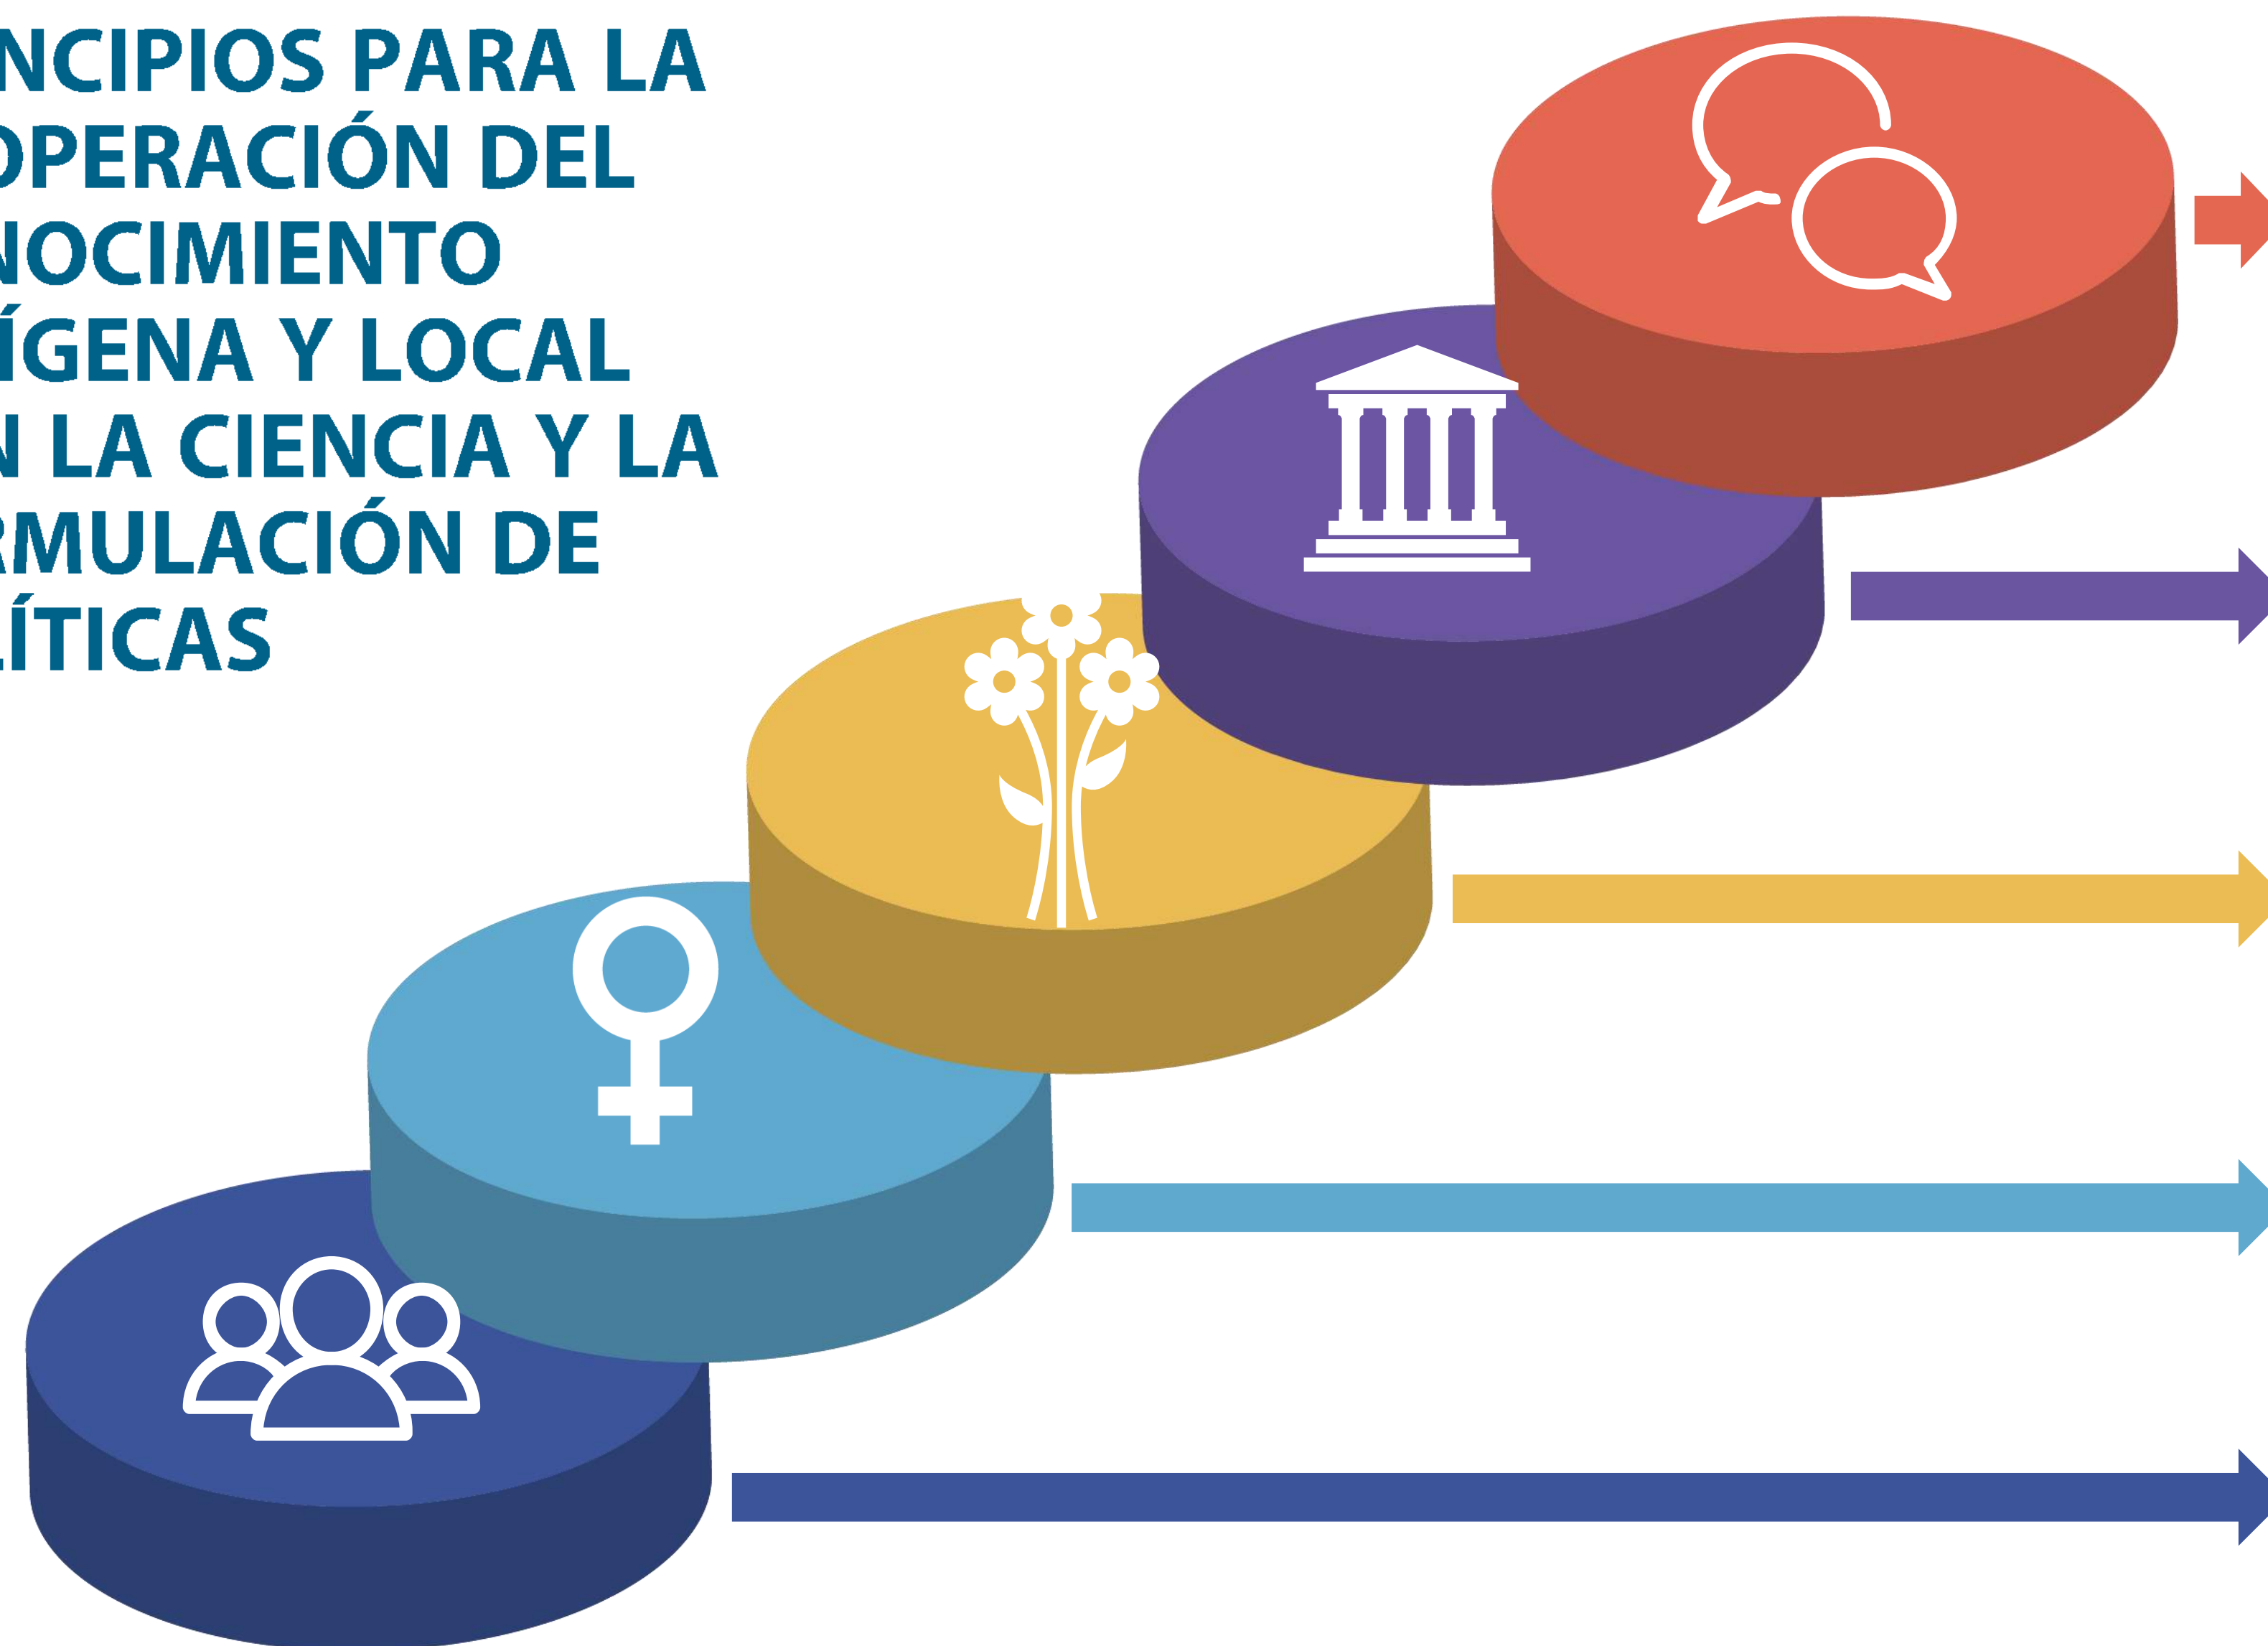 NCIPIOS PARA LA
OPERACIÓN DEL
NOCIMIENTO
ÍGENA Y LOCAL
N LA CIENCIA Y LA
RMULACIÓN DE
LÍTICAS